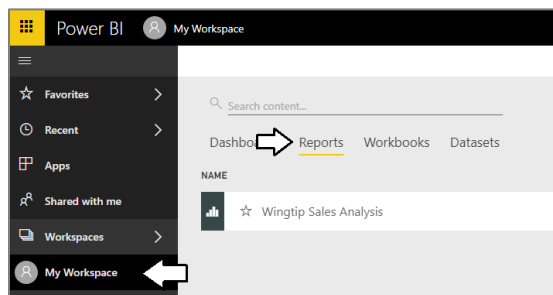 Power BI My Workspace
Favorites
Recent
Apps
Shared with me
Workspaces
My Workspace
Search content...
Dashbo Reports Workbooks Datasets
NAME
Wingtip Sales Analysis